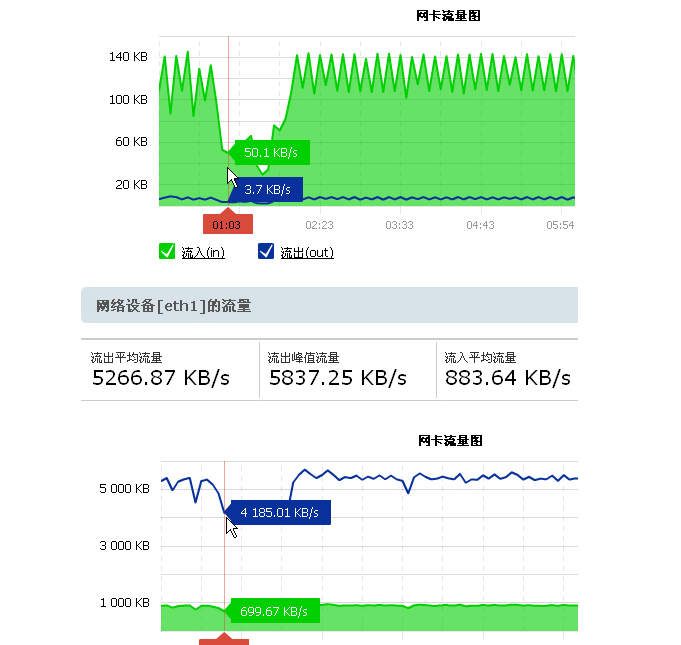 网卡流量图
140 KB
100 KB
60 KB
20 KB
50.1 KB/s
3.7 KB/s
01:03
02:23
03:33
04:43
05:54
流入(in)
流出(out)
网络设备[eth1]的流量
流出平均流量
流出峰值流量
流入平均流量
5266.87 KB/s
5837.25 KB/s
883.64 KB/s
网卡流量图
5 000 KB
3 000 KB
1 000 KB
4 185.01 KB/s
699.67 KB/s